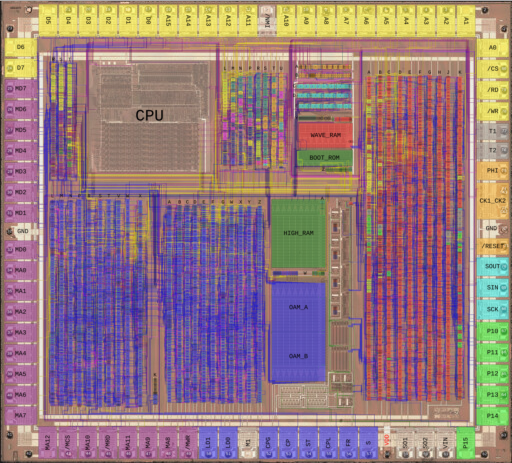 D5
D4
D3
D2
D1
D0
A15
A14
A13
A12
A11
A10
A9
A8
A7
A6
A5
A4
A3
A2
A1
D6
D7
MD7
MD6
MD5
MD4
MD3
MD2
MD1
GND
MD0
MA0
MA1
MA2
MA3
MA4
MA5
MA6
MA7
CPU
WAVE_RAM
BOOT_ROM
HIGH_RAM
OAM_A
OAM_B
A0
/CS
/RD
/WR
T1
T2
PHI
CK1_CK2
GND
/RESET
SOUT
SIN
SCK
P10
P11
P12
P13
P14
MA12
/MCS
MA10
/MRD
MA11
MA9
MA8
/MWR
LD1
LD0
M1
CPG
CP
ST
CPL
FR
S
VDD
SO1
SO2
VIN
P15